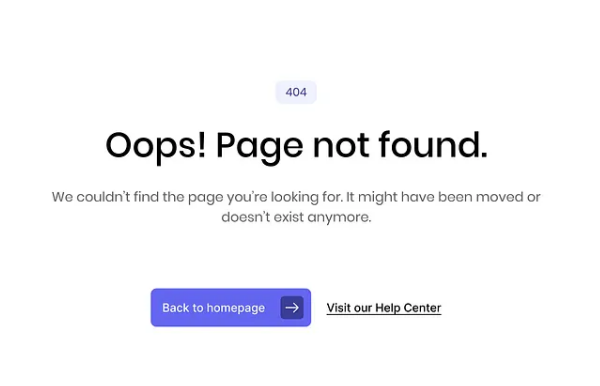 404
Oops! Page not found.
We couldn’t find the page you’re looking for. It might have been moved or
doesn’t exist anymore.
Back to homepage
Visit our Help Center